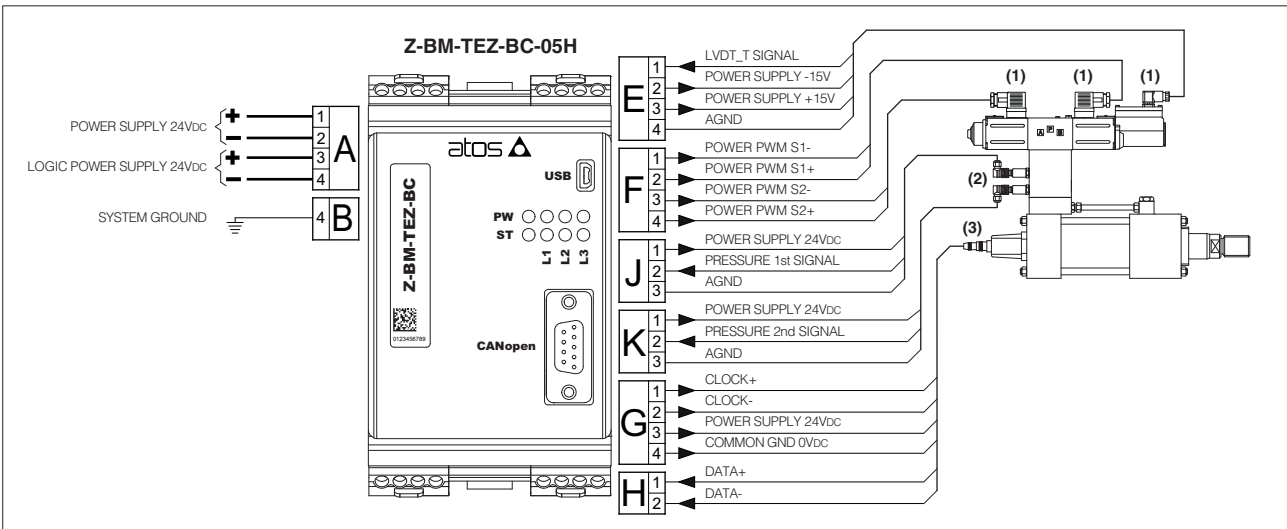 Z-BM-TEZ-BC-05H
POWER SUPPLY 24VDC
+
-
LOGIC POWER SUPPLY 24VDC
+
-
1
2
3
4
A
SYSTEM GROUND
4
B
atos
USB
PW
ST
L1
L2
L3
Z-BM-TEZ-BC
0123456789
CANopen
E
1 LVDT_T SIGNAL
2 POWER SUPPLY -15V
3 POWER SUPPLY +15V
4 AGND
F
1 POWER PWM S1-
2 POWER PWM S1+
3 POWER PWM S2-
4 POWER PWM S2+
J
1 POWER SUPPLY 24VDC
2 PRESSURE 1st SIGNAL
3 AGND
K
1 POWER SUPPLY 24VDC
2 PRESSURE 2nd SIGNAL
3 AGND
G
1 CLOCK+
2 CLOCK-
3 POWER SUPPLY 24VDC
4 COMMON GND 0VDC
H
1 DATA+
2 DATA-
(1) (1) (1)
A P B
(2)
(3)